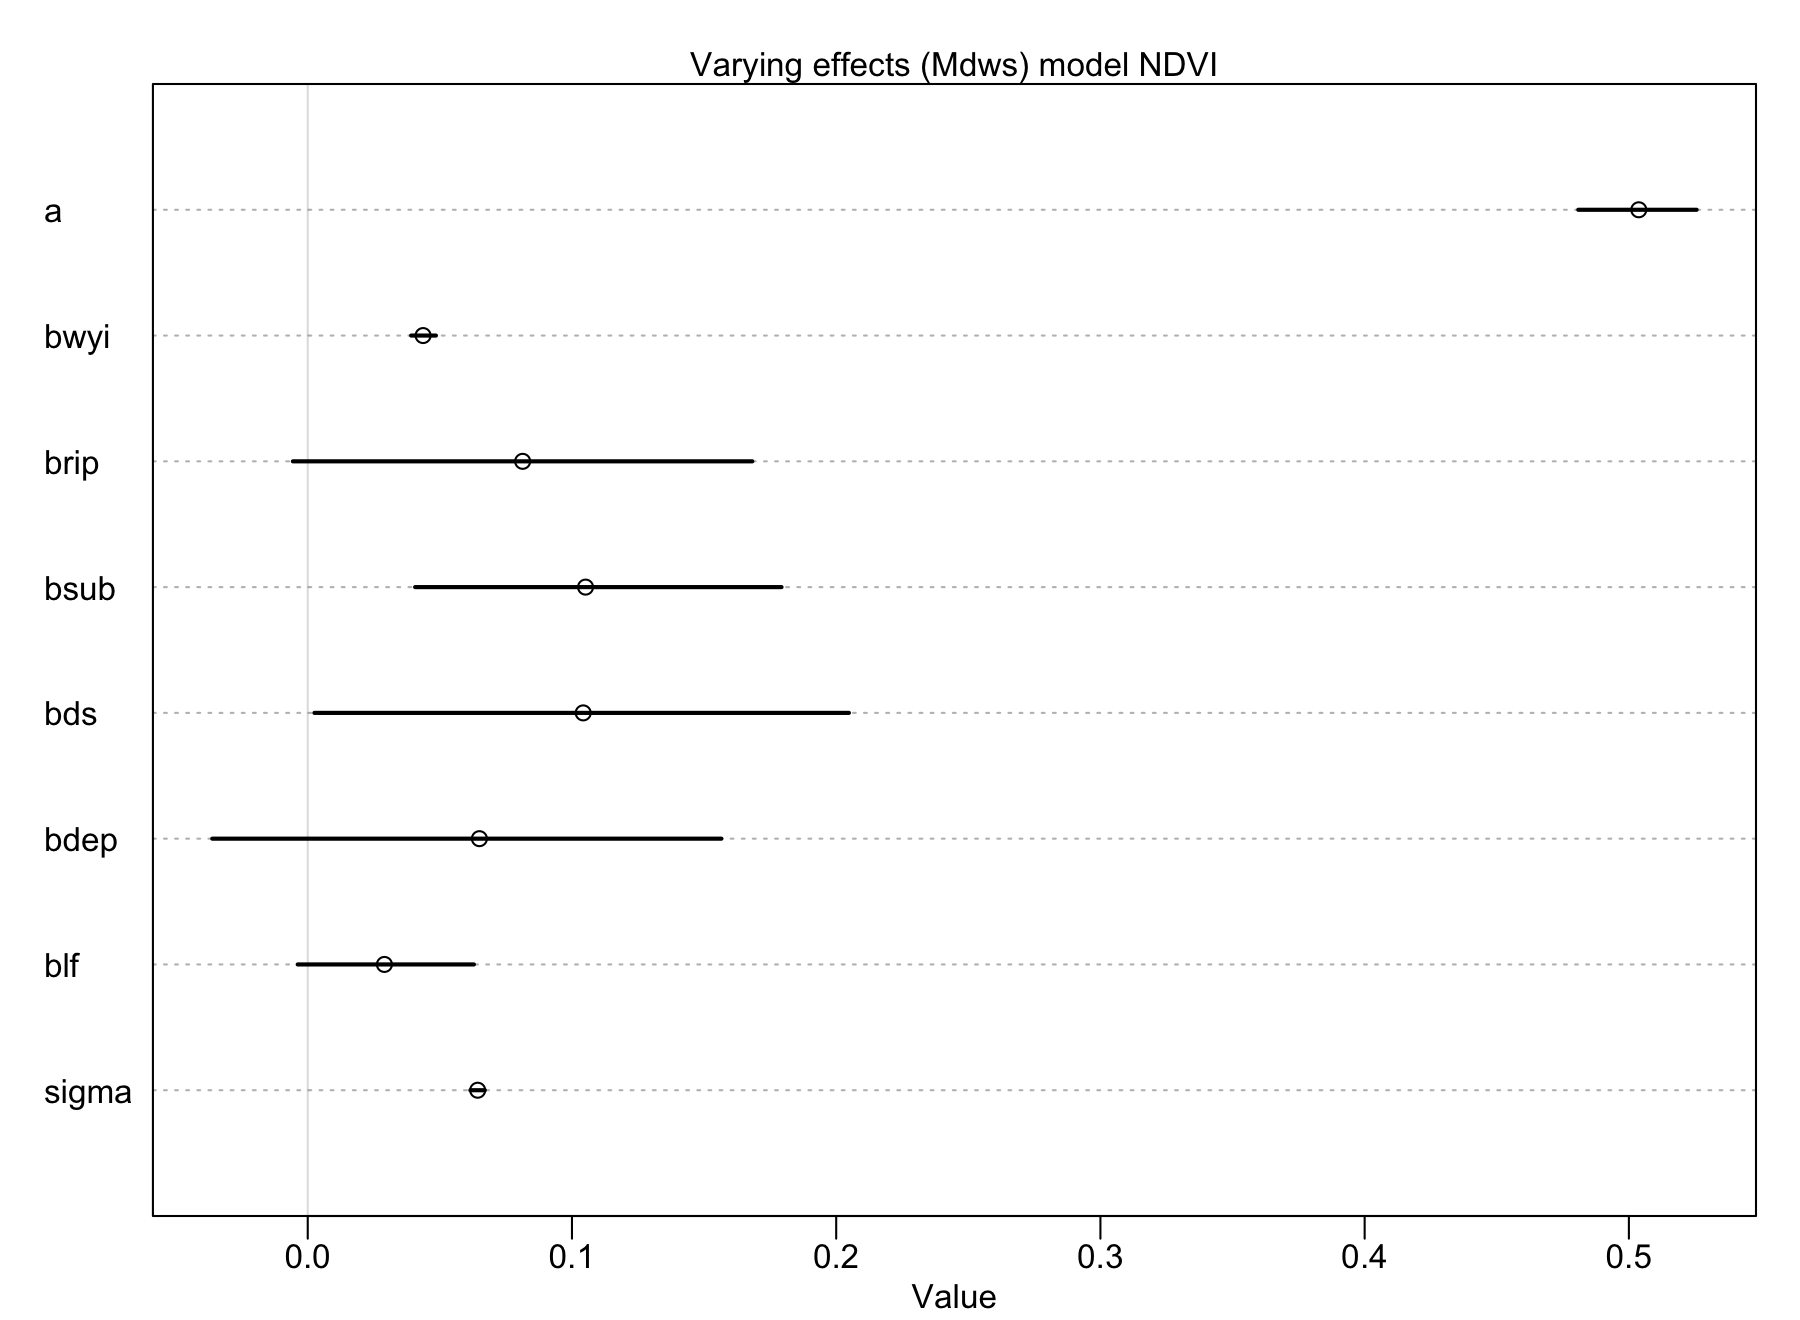 Varying effects (Mdws) model NDVI
a
bwyi
brip
bsub
bds
bdep
blf
sigma
0.0 0.1 0.2 0.3 0.4 0.5
Value